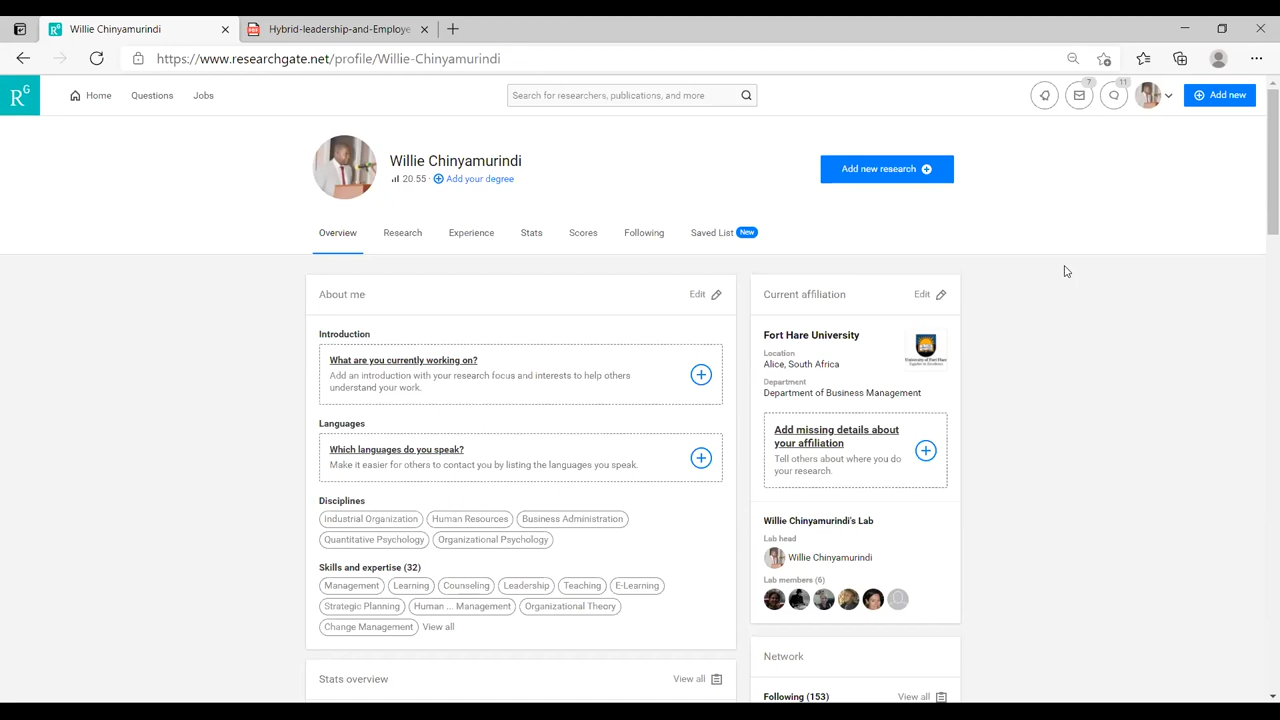 Willie Chinyamurindi
Hybrid-leadership-and-Employe
https://www.researchgate.net/profile/Willie-Chinyamurindi
R G
Home
Questions
Jobs
Search for researchers, publications, and more
7
11
Add new
Willie Chinyamurindi
20.55 · Add your degree
Add new research
Overview
Research
Experience
Stats
Scores
Following
Saved List New
About me
Edit
Introduction
What are you currently working on?
Add an introduction with your research focus and interests to help others
understand your work.
Languages
Which languages do you speak?
Make it easier for others to contact you by listing the languages you speak.
Disciplines
Industrial Organization
Human Resources
Business Administration
Quantitative Psychology
Organizational Psychology
Skills and expertise (32)
Management
Learning
Counseling
Leadership
Teaching
E-Learning
Strategic Planning
Human ... Management
Organizational Theory
Change Management
View all
Stats overview
View all
Current affiliation
Edit
Fort Hare University
Location
Alice, South Africa
Department
Department of Business Management
Add missing details about
your affiliation
Tell others about where you do
your research.
Willie Chinyamurindi's Lab
Lab head
Willie Chinyamurindi
Lab members (6)
Network
Following (153)
View all